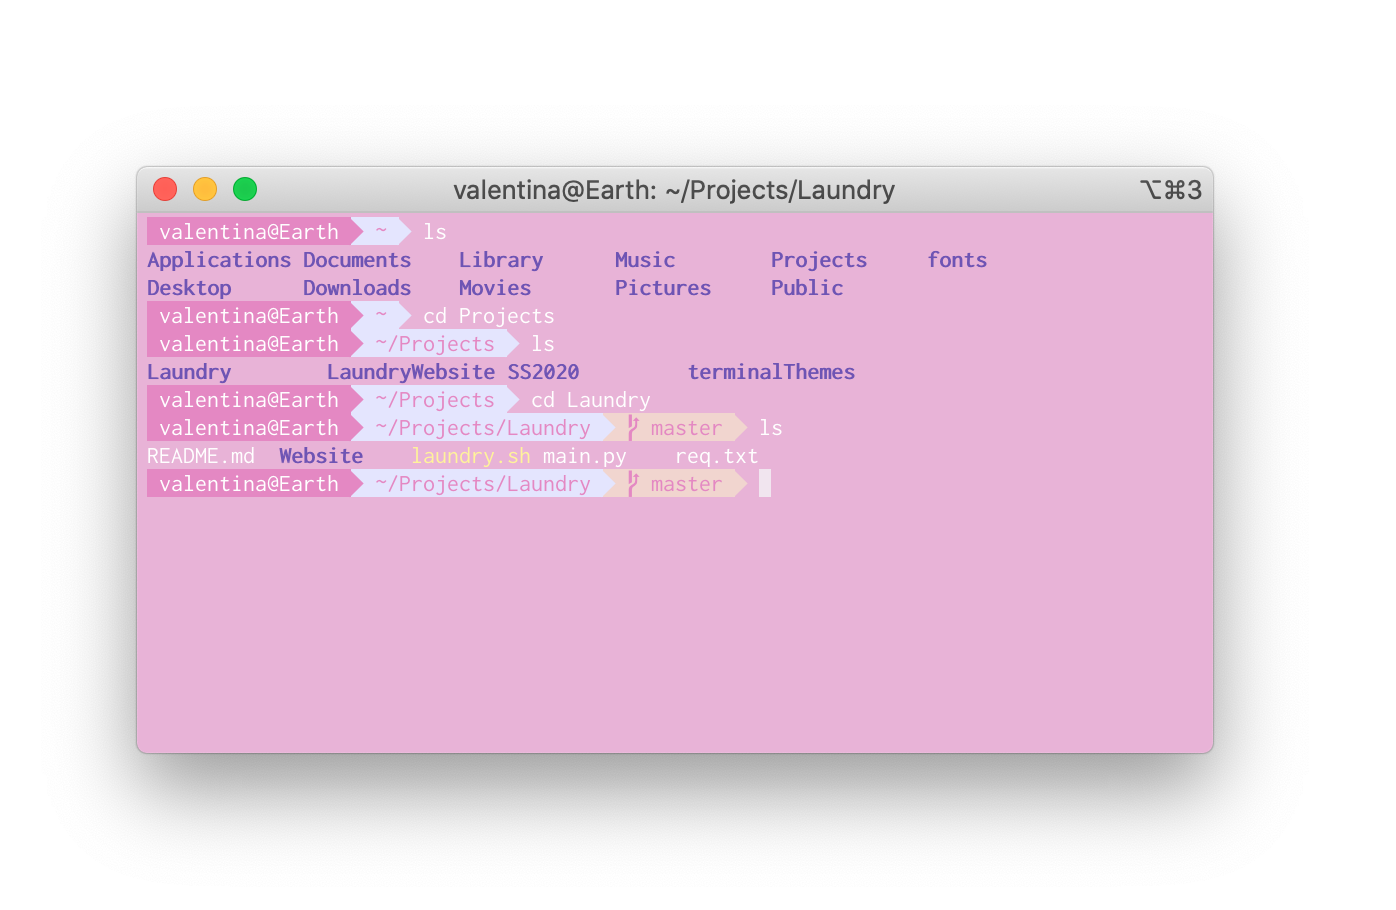 valentina@Earth: ~/Projects/Laundry ⌥⌘3
valentina@Earth ~ ls
Applications Documents Library Music Projects fonts
Desktop Downloads Movies Pictures Public
valentina@Earth ~ cd Projects
valentina@Earth ~/Projects ls
Laundry LaundryWebsite SS2020 terminalThemes
valentina@Earth ~/Projects cd Laundry
valentina@Earth ~/Projects/Laundry master ls
README.md Website laundry.sh main.py req.txt
valentina@Earth ~/Projects/Laundry master